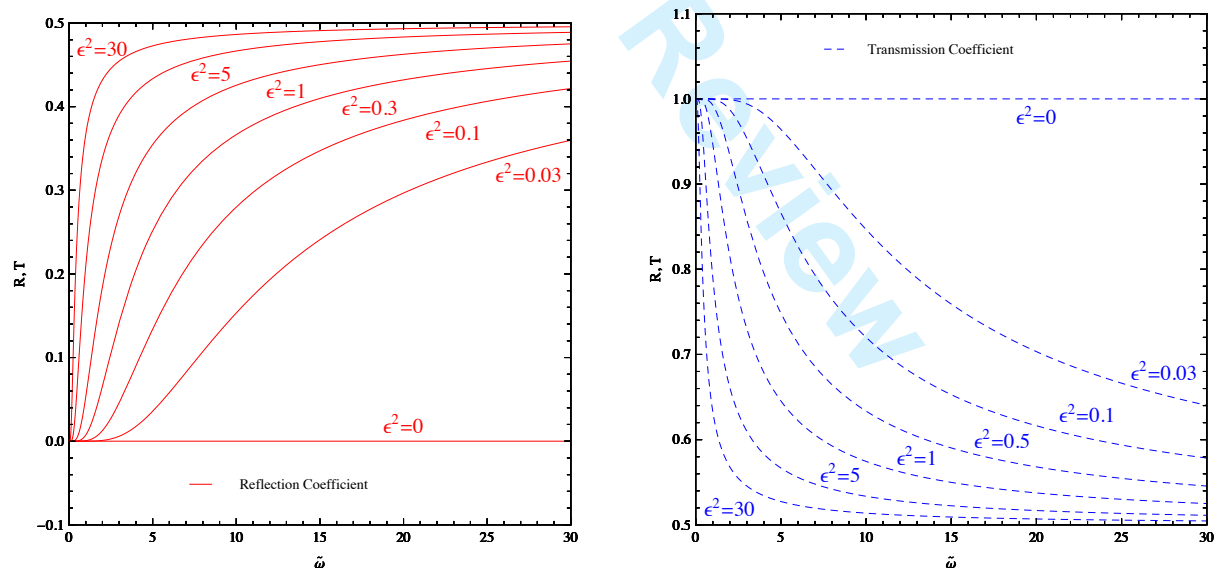 0.5
0.4
0.3
0.2
0.1
0.0
-0.1
R, T
ϵ²=30
ϵ²=5
ϵ²=1
ϵ²=0.3
ϵ²=0.1
ϵ²=0.03
ϵ²=0
Reflection Coefficient
0 5 10 15 20 25 30
ω̃
1.1
1.0
0.9
0.8
0.7
0.6
0.5
R, T
Transmission Coefficient
ϵ²=0
Review
ϵ²=0.03
ϵ²=0.1
ϵ²=0.5
ϵ²=1
ϵ²=5
ϵ²=30
0 5 10 15 20 25 30
ω̃